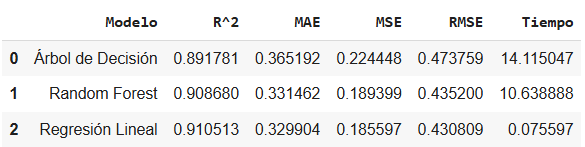 Modelo R^2 MAE MSE RMSE Tiempo
0 Árbol de Decisión 0.891781 0.365192 0.224448 0.473759 14.115047
1 Random Forest 0.908680 0.331462 0.189399 0.435200 10.638888
2 Regresión Lineal 0.910513 0.329904 0.185597 0.430809 0.075597